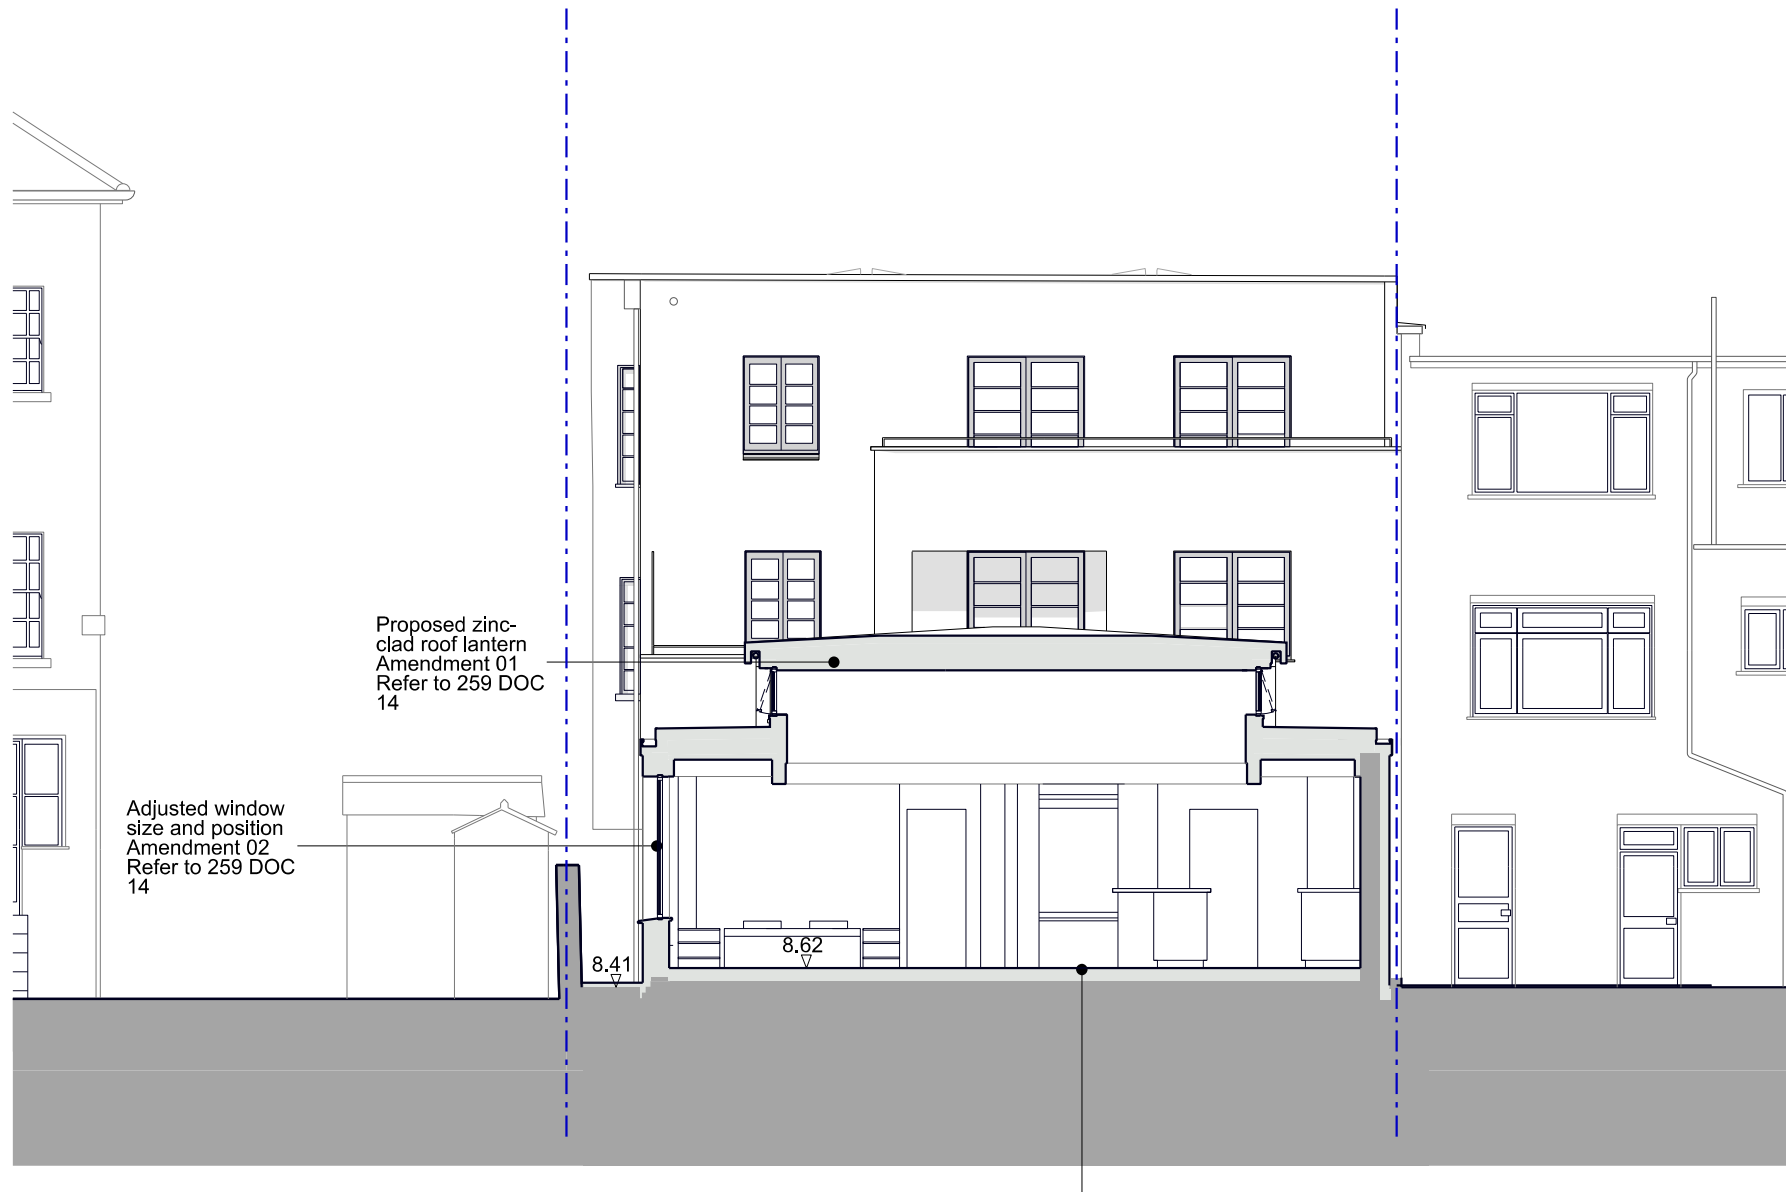 Proposed zinc-
clad roof lantern
Amendment 01
Refer to 259 DOC
14
Adjusted window
size and position
Amendment 02
Refer to 259 DOC
14
8.62
8.41